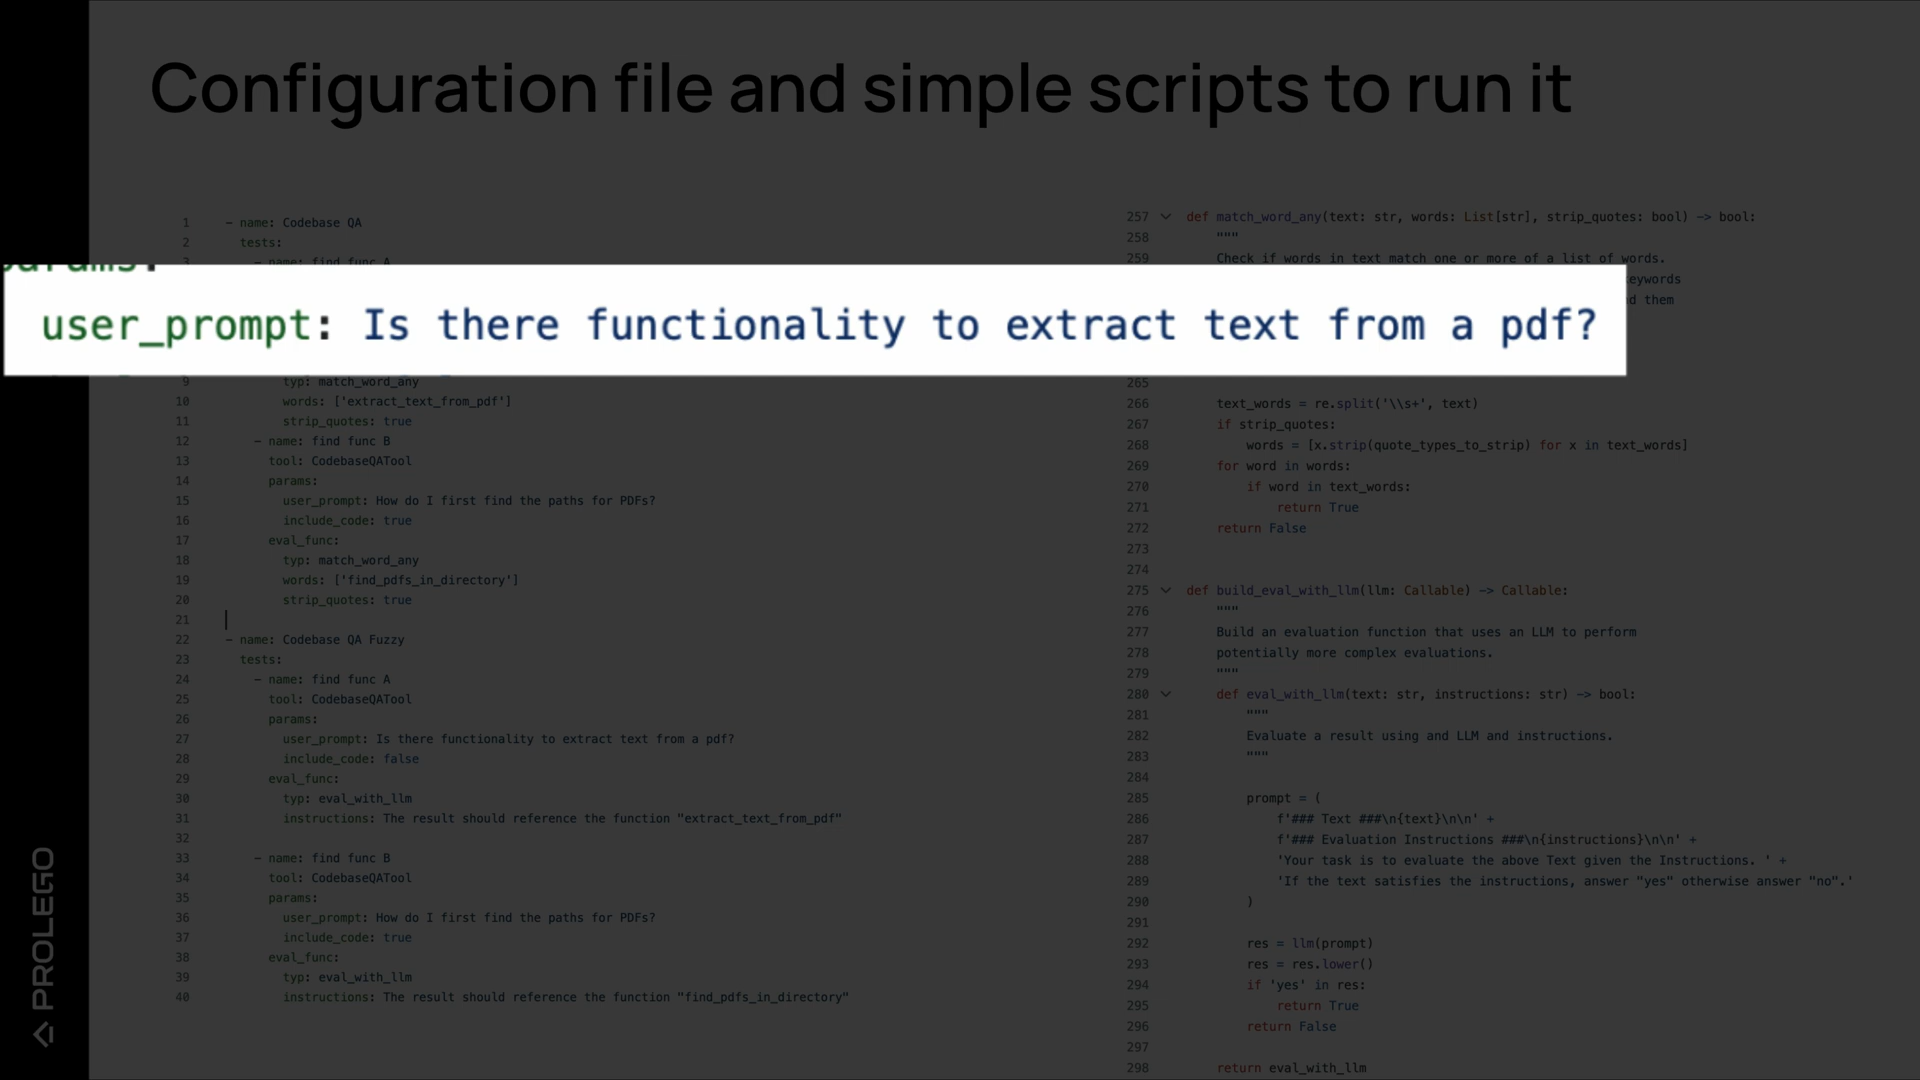 Configuration file and simple scripts to run it
1 - name: Codebase QA
2 tests:
3 - name: find func A
params:
user_prompt: Is there functionality to extract text from a pdf?
9 typ: match_word_any
10 words: ['extract_text_from_pdf']
11 strip_quotes: true
12 - name: find func B
13 tool: CodebaseQATool
14 params:
15 user_prompt: How do I first find the paths for PDFs?
16 include_code: true
17 eval_func:
18 typ: match_word_any
19 words: ['find_pdfs_in_directory']
20 strip_quotes: true
21
22 - name: Codebase QA Fuzzy
23 tests:
24 - name: find func A
25 tool: CodebaseQATool
26 params:
27 user_prompt: Is there functionality to extract text from a pdf?
28 include_code: false
29 eval_func:
30 typ: eval_with_llm
31 instructions: The result should reference the function "extract_text_from_pdf"
32
33 - name: find func B
34 tool: CodebaseQATool
35 params:
36 user_prompt: How do I first find the paths for PDFs?
37 include_code: true
38 eval_func:
39 typ: eval_with_llm
40 instructions: The result should reference the function "find_pdfs_in_directory"
257 def match_word_any(text: str, words: List[str], strip_quotes: bool) -> bool:
258 """
259 Check if words in text match one or more of a list of words.
keywords
them
265
266 text_words = re.split('\\s+', text)
267 if strip_quotes:
268 words = [x.strip(quote_types_to_strip) for x in text_words]
269 for word in words:
270 if word in text_words:
271 return True
272 return False
273
274
275 def build_eval_with_llm(llm: Callable) -> Callable:
276 """
277 Build an evaluation function that uses an LLM to perform
278 potentially more complex evaluations.
279 """
280 def eval_with_llm(text: str, instructions: str) -> bool:
281 """
282 Evaluate a result using and LLM and instructions.
283 """
284
285 prompt = (
286 f'### Text ###\n{text}\n\n' +
287 f'### Evaluation Instructions ###\n{instructions}\n\n' +
288 'Your task is to evaluate the above Text given the Instructions. ' +
289 'If the text satisfies the instructions, answer "yes" otherwise answer "no".'
290 )
291
292 res = llm(prompt)
293 res = res.lower()
294 if 'yes' in res:
295 return True
296 return False
297
298 return eval_with_llm
PROLEGO